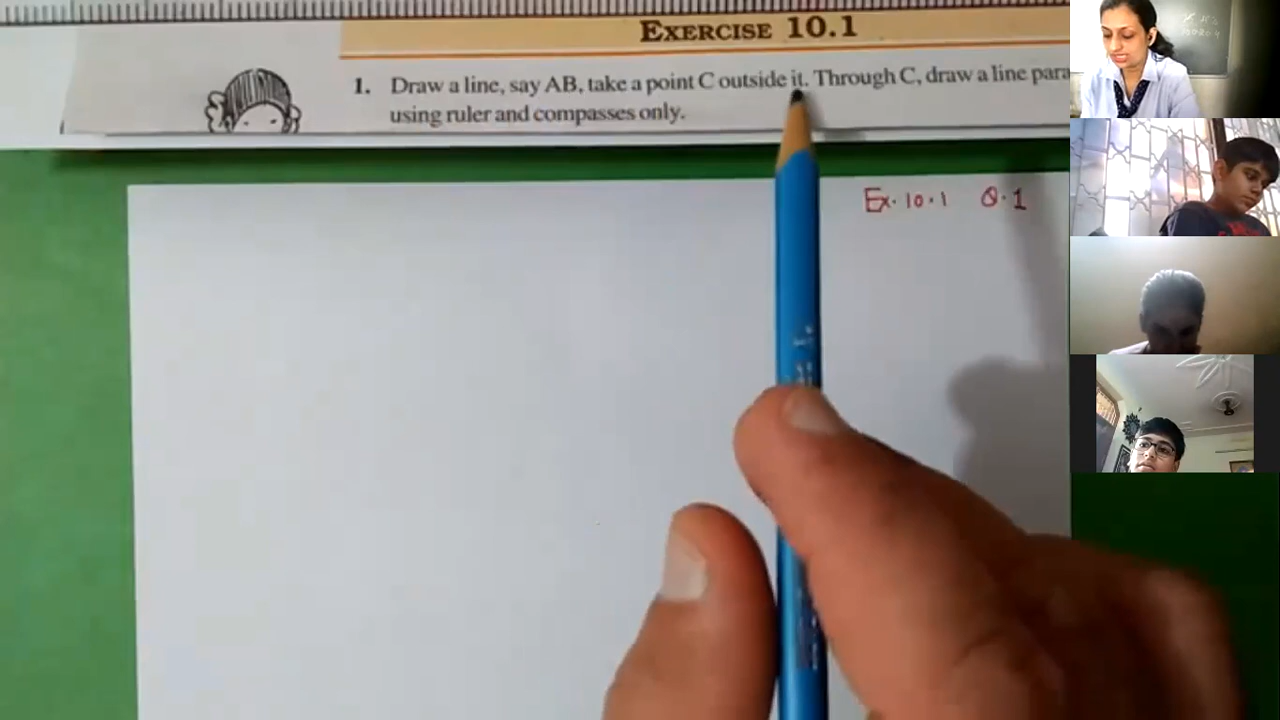 EXERCISE 10.1
1. Draw a line, say AB, take a point C outside it. Through C, draw a line para
using ruler and compasses only.
Ex. 10.1 Q.1